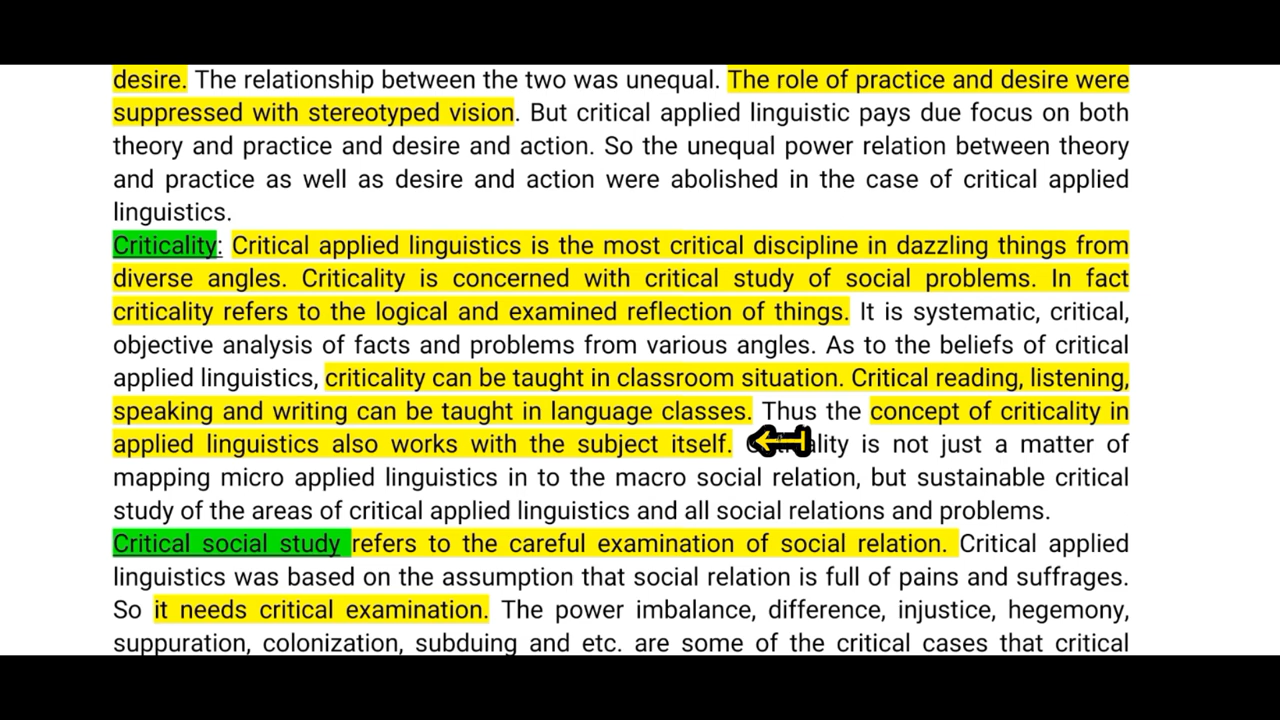 desire. The relationship between the two was unequal. The role of practice and desire were
suppressed with stereotyped vision. But critical applied linguistic pays due focus on both
theory and practice and desire and action. So the unequal power relation between theory
and practice as well as desire and action were abolished in the case of critical applied
linguistics.
Criticality: Critical applied linguistics is the most critical discipline in dazzling things from
diverse angles. Criticality is concerned with critical study of social problems. In fact
criticality refers to the logical and examined reflection of things. It is systematic, critical,
objective analysis of facts and problems from various angles. As to the beliefs of critical
applied linguistics, criticality can be taught in classroom situation. Critical reading, listening,
speaking and writing can be taught in language classes. Thus the concept of criticality in
applied linguistics also works with the subject itself. is not just a matter of
mapping micro applied linguistics in to the macro social relation, but sustainable critical
study of the areas of critical applied linguistics and all social relations and problems.
Critical social study refers to the careful examination of social relation. Critical applied
linguistics was based on the assumption that social relation is full of pains and suffrages.
So it needs critical examination. The power imbalance, difference, injustice, hegemony,
suppuration, colonization, subduing and etc. are some of the critical cases that critical